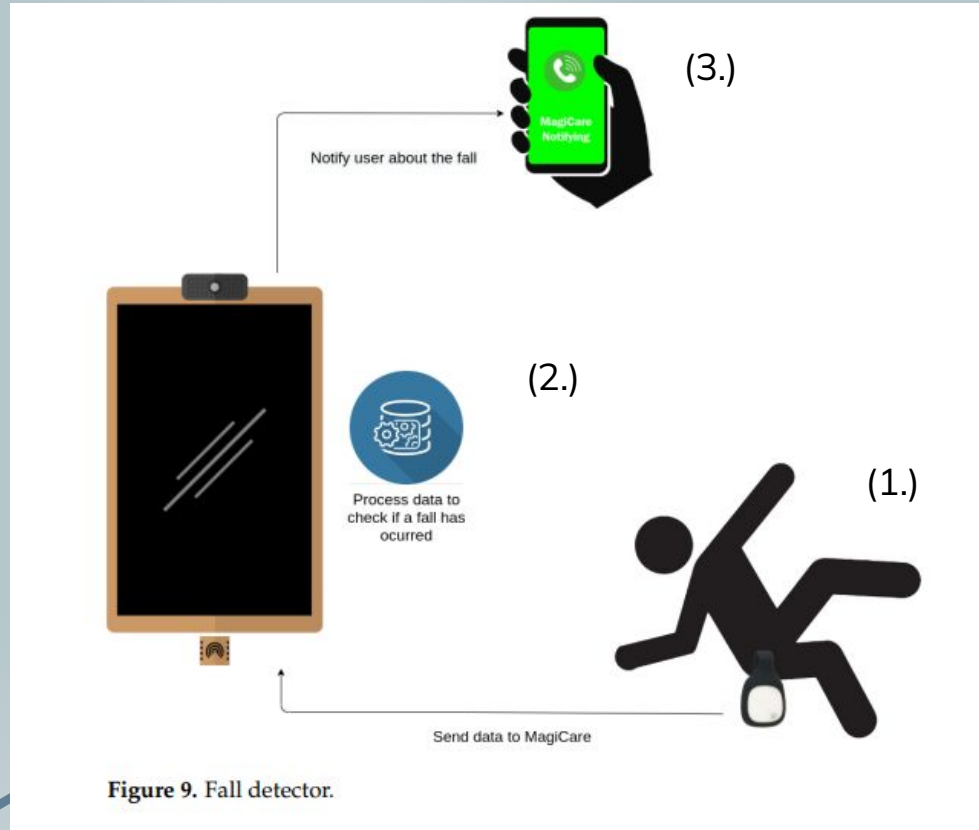 (3.)
MagiCare
Notifying
Notify user about the fall
(2.)
Process data to
check if a fall has
ocurred
(1.)
Send data to MagiCare
Figure 9. Fall detector.